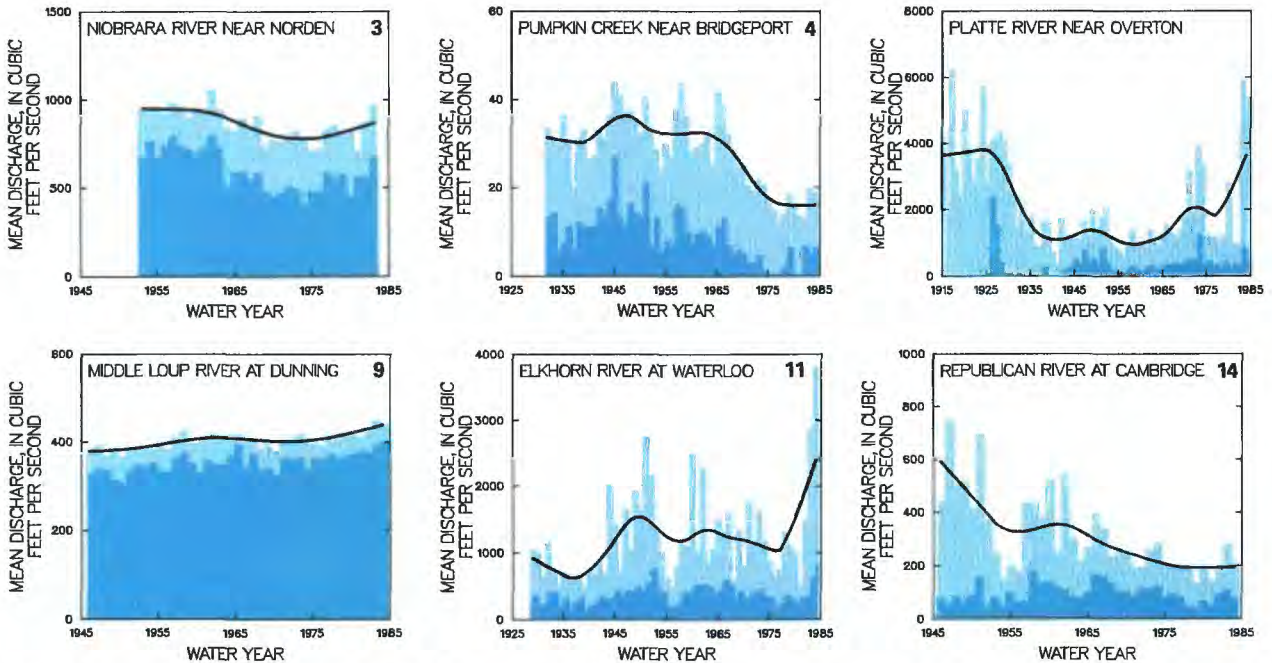 NIOBRARA RIVER NEAR NORDEN 3
MEAN DISCHARGE, IN CUBIC
FEET PER SECOND
1500
1000
500
0
1945 1955 1965 1975 1985
WATER YEAR
PUMPKIN CREEK NEAR BRIDGEPORT 4
MEAN DISCHARGE, IN CUBIC
FEET PER SECOND
60
40
20
0
1925 1935 1945 1955 1965 1975 1985
WATER YEAR
PLATTE RIVER NEAR OVERTON
MEAN DISCHARGE, IN CUBIC
FEET PER SECOND
8000
6000
4000
2000
0
1915 1925 1935 1945 1955 1965 1975 1985
WATER YEAR
MIDDLE LOUP RIVER AT DUNNING 9
MEAN DISCHARGE, IN CUBIC
FEET PER SECOND
800
400
200
0
1945 1955 1965 1975 1985
WATER YEAR
ELKHORN RIVER AT WATERLOO 11
MEAN DISCHARGE, IN CUBIC
FEET PER SECOND
4000
3000
2000
1000
0
1925 1935 1945 1955 1965 1975 1985
WATER YEAR
REPUBLICAN RIVER AT CAMBRIDGE 14
MEAN DISCHARGE, IN CUBIC
FEET PER SECOND
1000
800
600
400
200
0
1945 1955 1965 1975 1985
WATER YEAR